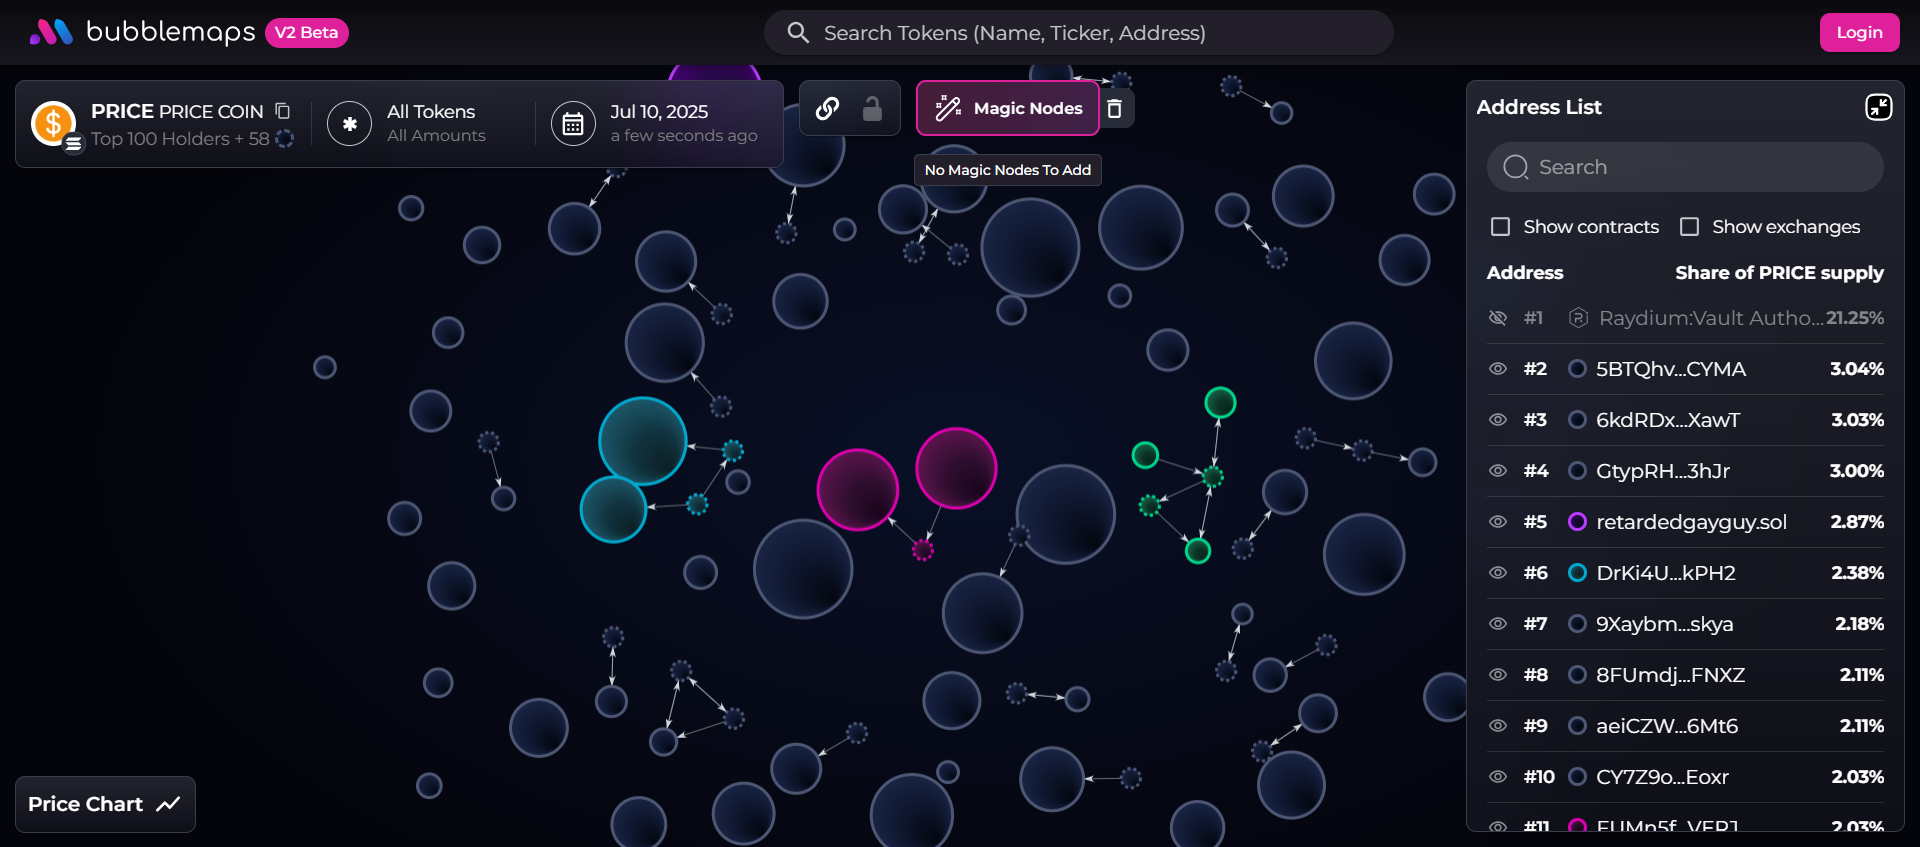 bubblemaps V2 Beta
Search Tokens (Name, Ticker, Address)
Login
PRICE PRICE COIN
Top 100 Holders + 58
All Tokens
All Amounts
Jul 10, 2025
a few seconds ago
Magic Nodes
No Magic Nodes To Add
Address List
Search
Show contracts Show exchanges
Address Share of PRICE supply
#1 Raydium:Vault Autho... 21.25%
#2 5BTQhv...CYMA 3.04%
#3 6kdRDx...XawT 3.03%
#4 GtypRH...3hJr 3.00%
#5 retardedgayguy.sol 2.87%
#6 DrKi4U...kPH2 2.38%
#7 9Xaybm...skya 2.18%
#8 8FUmdj...FNXZ 2.11%
#9 aeiCZW...6Mt6 2.11%
#10 CY7Z9o...Eoxr 2.03%
#11 2.03%
Price Chart